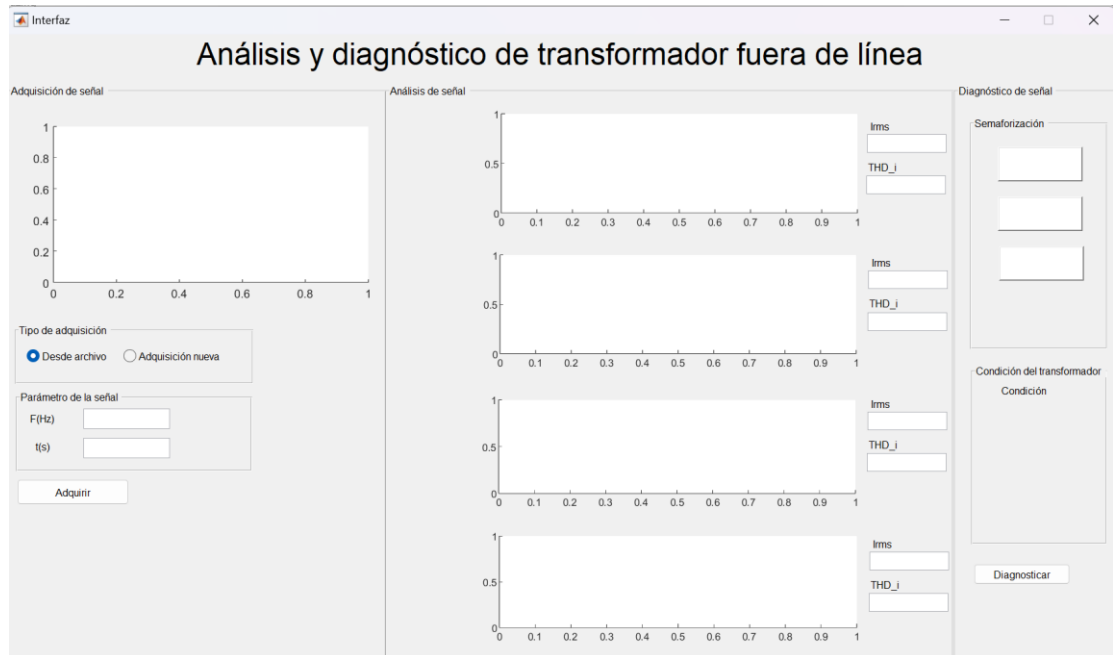 Interfaz
Análisis y diagnóstico de transformador fuera de línea
Adquisición de señal
1
0.8
0.6
0.4
0.2
0
0 0.2 0.4 0.6 0.8 1
Tipo de adquisición
Desde archivo Adquisición nueva
Parámetro de la señal
F(Hz)
t(s)
Adquirir
Análisis de señal
1
0.5
0
0 0.1 0.2 0.3 0.4 0.5 0.6 0.7 0.8 0.9 1
Irms
THD_i
1
0.5
0
0 0.1 0.2 0.3 0.4 0.5 0.6 0.7 0.8 0.9 1
Irms
THD_i
1
0.5
0
0 0.1 0.2 0.3 0.4 0.5 0.6 0.7 0.8 0.9 1
Irms
THD_i
1
0.5
0
0 0.1 0.2 0.3 0.4 0.5 0.6 0.7 0.8 0.9 1
Irms
THD_i
Diagnóstico de señal
Semaforización
Condición del transformador
Condición
Diagnosticar